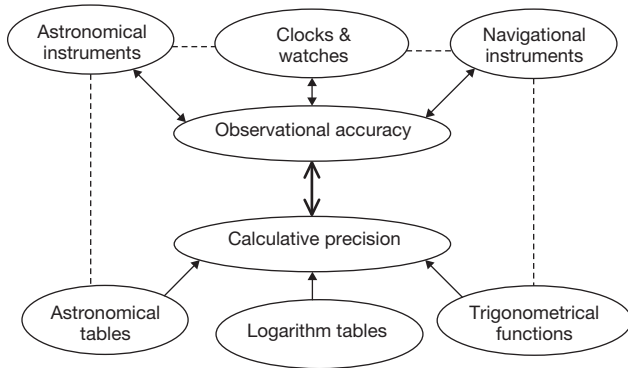 Astronomical
instruments
Clocks &
watches
Navigational
instruments
Observational accuracy
Calculative precision
Astronomical
tables
Logarithm tables
Trigonometrical
functions